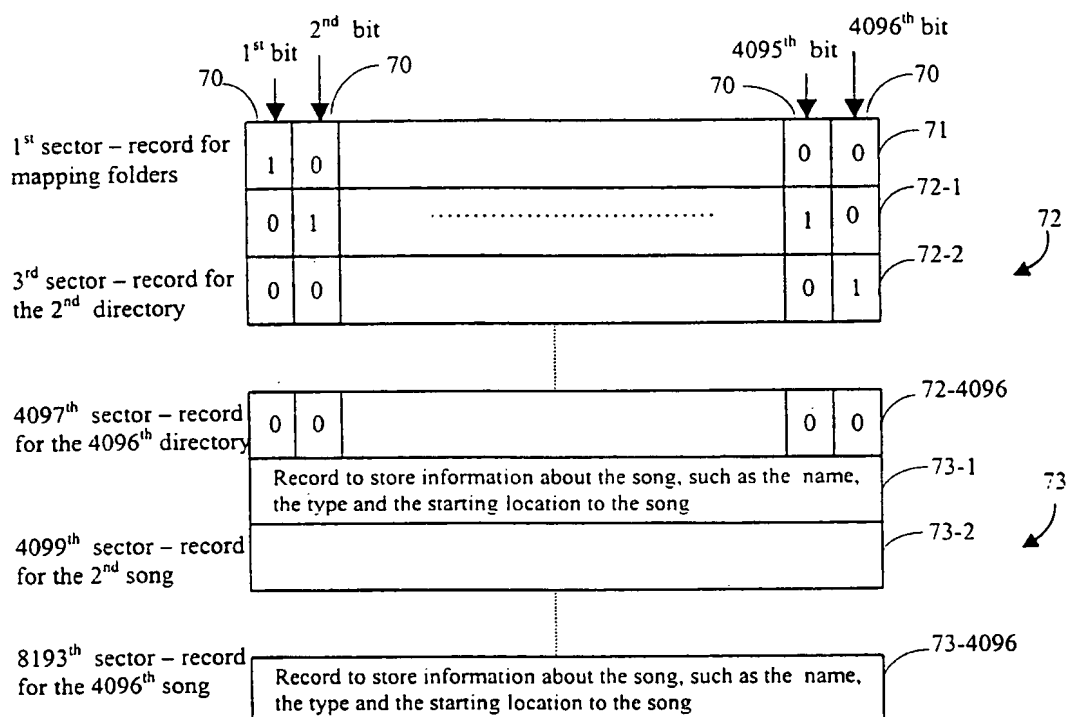 1st bit
2nd bit
4095th bit
4096th bit
70
70
70
70
1st sector – record for
mapping folders
1 0 0 0
71
0 1 .......................................... 1 0
72-1
72
3rd sector – record for
the 2nd directory
0 0 0 1
72-2
4097th sector – record
for the 4096th directory
0 0 0 0
72-4096
Record to store information about the song, such as the name,
the type and the starting location to the song
73-1
73
4099th sector – record
for the 2nd song
73-2
8193th sector – record
for the 4096th song
Record to store information about the song, such as the name,
the type and the starting location to the song
73-4096